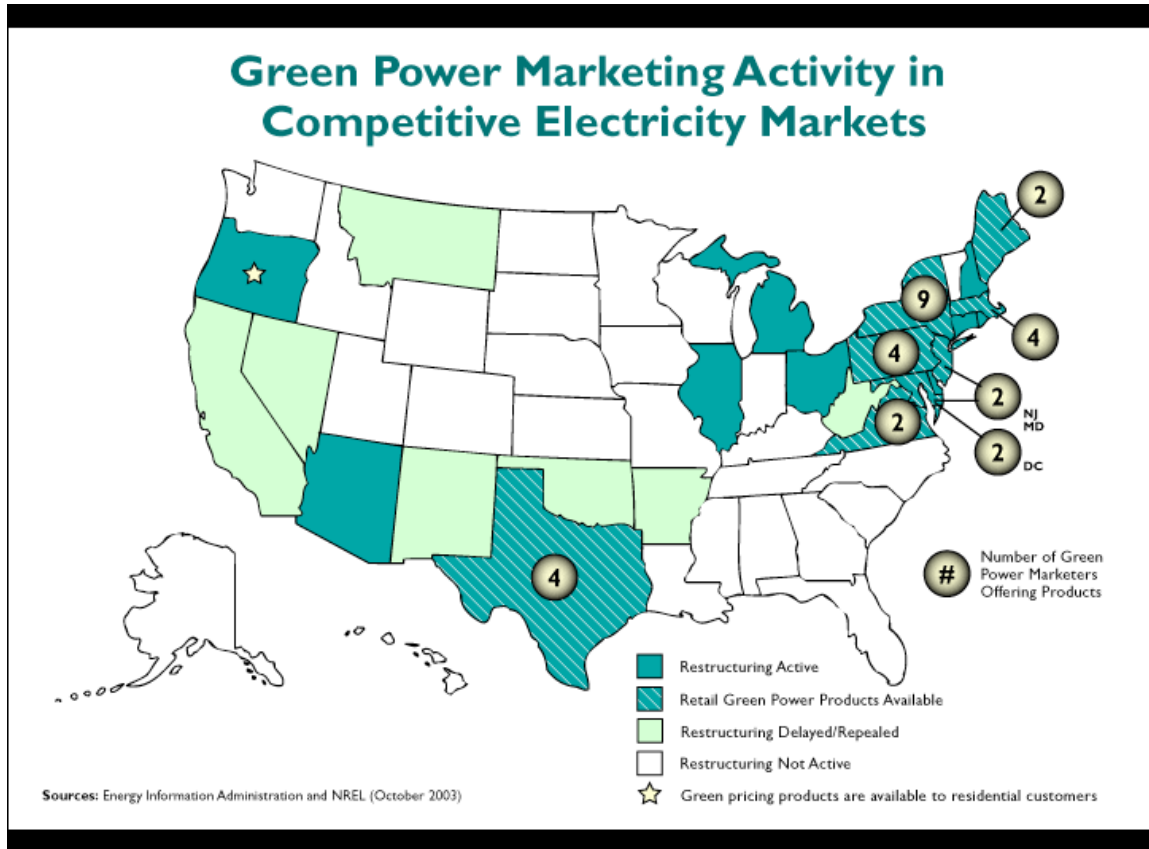 Green Power Marketing Activity in
Competitive Electricity Markets
2
9
4
4
2
NJ
MD
2
2
DC
4
#
Number of Green
Power Marketers
Offering Products
Restructuring Active
Retail Green Power Products Available
Restructuring Delayed/Repealed
Restructuring Not Active
Green pricing products are available to residential customers
Sources: Energy Information Administration and NREL (October 2003)